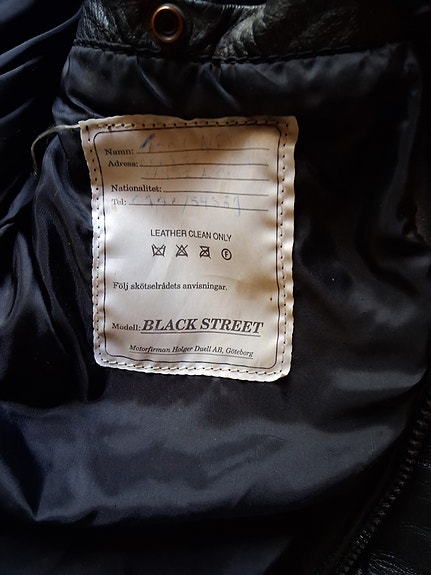 Namn:
Adress:
Nationalitet:
Tel:
LEATHER CLEAN ONLY
F
Följ skötselrådets anvisningar.
Modell: BLACK STREET
Motorfirman Holger Duell AB, Göteborg